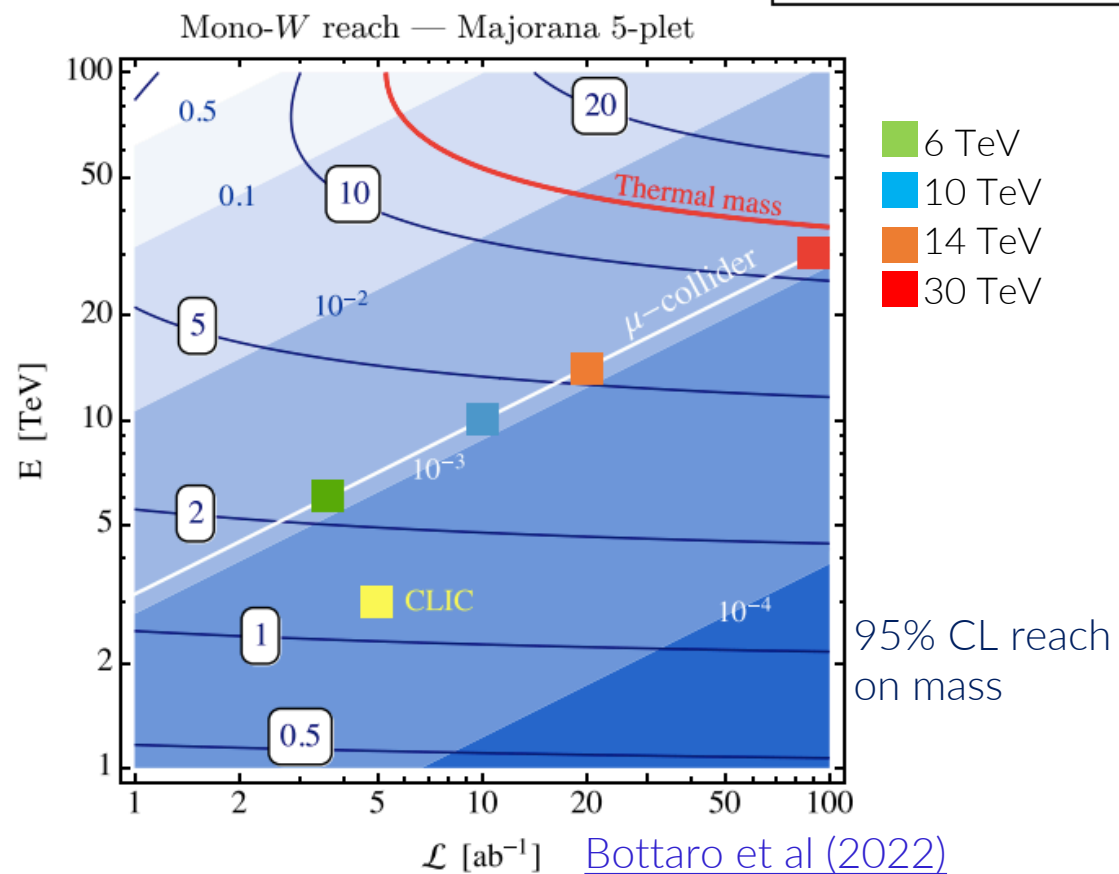 Mono-W reach — Majorana 5-plet
100
50
20
10
5
2
1
E [TeV]
0.5
0.1
10⁻²
10⁻³
10⁻⁴
20
10
5
2
1
0.5
Thermal mass
μ−collider
CLIC
6 TeV
10 TeV
14 TeV
30 TeV
95% CL reach
on mass
1 2 5 10 20 50 100
ℒ [ab⁻¹]
Bottaro et al (2022)